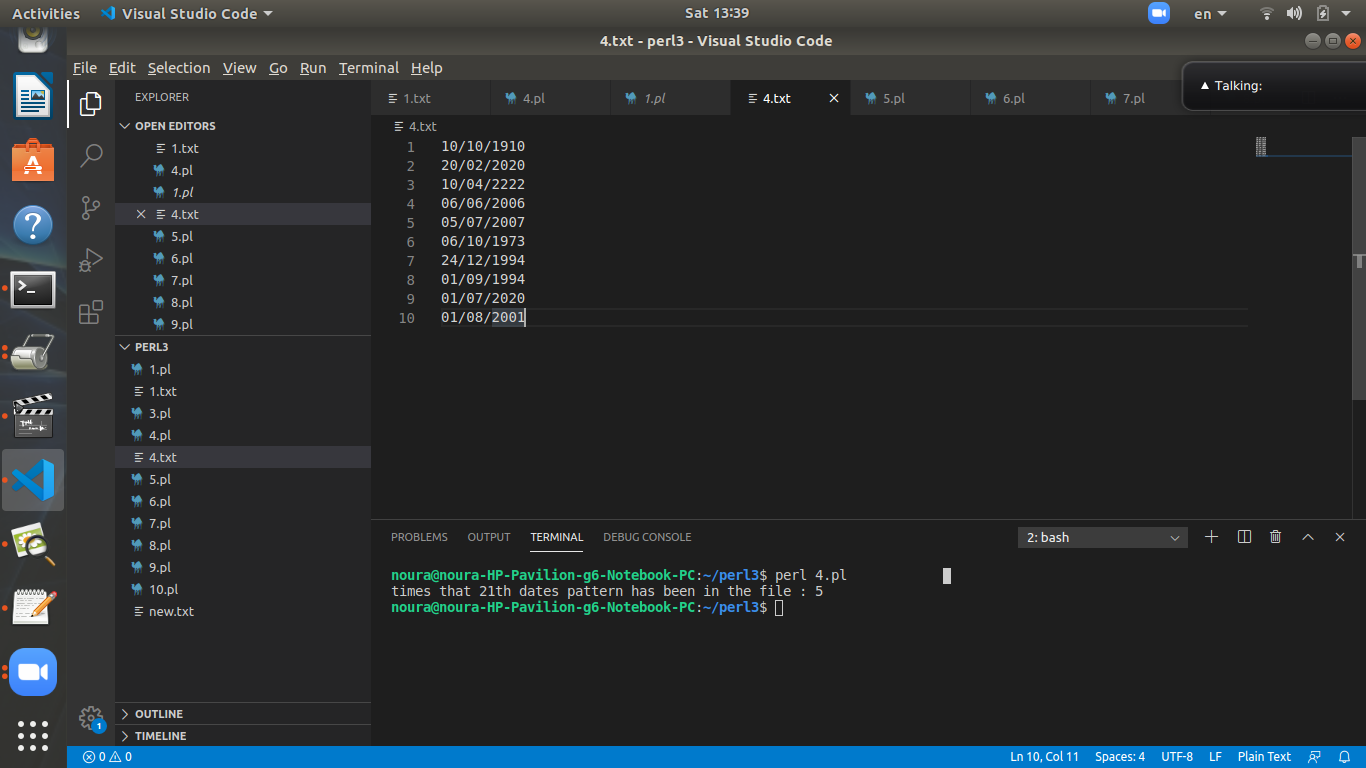 Activities Visual Studio Code Sat 13:39 en
4.txt - perl3 - Visual Studio Code
File Edit Selection View Go Run Terminal Help
Talking:
EXPLORER
OPEN EDITORS
1.txt
4.pl
1.pl
4.txt
5.pl
6.pl
7.pl
8.pl
9.pl
PERL3
1.pl
1.txt
3.pl
4.pl
4.txt
5.pl
6.pl
7.pl
8.pl
9.pl
10.pl
new.txt
OUTLINE
TIMELINE
1.txt 4.pl 1.pl 4.txt 5.pl 6.pl 7.pl
4.txt
1 10/10/1910
2 20/02/2020
3 10/04/2222
4 06/06/2006
5 05/07/2007
6 06/10/1973
7 24/12/1994
8 01/09/1994
9 01/07/2020
10 01/08/2001
PROBLEMS OUTPUT TERMINAL DEBUG CONSOLE 2: bash
noura@noura-HP-Pavilion-g6-Notebook-PC:~/perl3$ perl 4.pl
times that 21th dates pattern has been in the file : 5
noura@noura-HP-Pavilion-g6-Notebook-PC:~/perl3$
1
0 0 Ln 10, Col 11 Spaces: 4 UTF-8 LF Plain Text